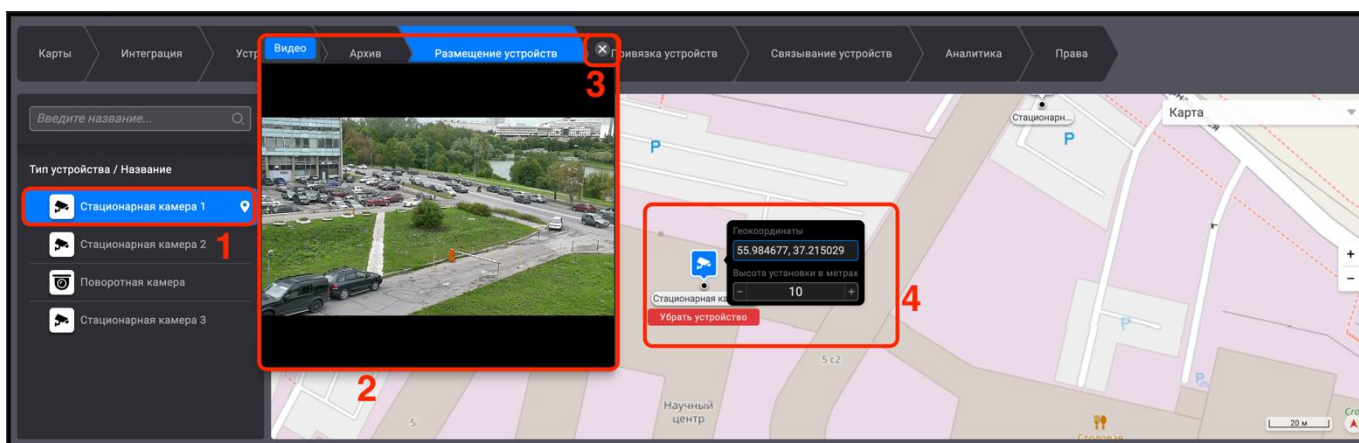 Карты
Интеграция
Архив
Размещение устройств
Привязка устройств
Связывание устройств
Аналитика
Права
Видео
3
Введите название...
Тип устройства / Название
Стационарная камера 1
1
Стационарная камера 2
Поворотная камера
Стационарная камера 3
2
Стационарн...
P
P
Карта
Геокоординаты
55.984677, 37.215029
Высота установки в метрах
- 10 +
Стационарная ка
Убрать устройство
4
+
-
P
5 с2
5
Научный
центр
P
Столовая
20 м